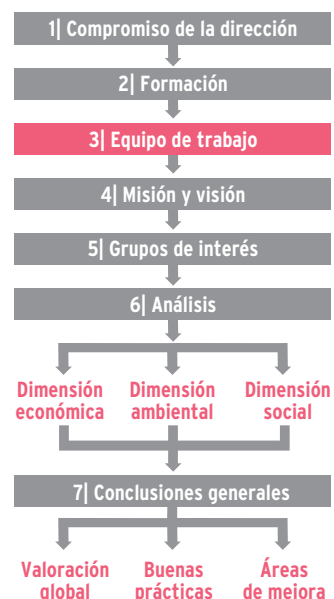 1| Compromiso de la dirección
2| Formación
3| Equipo de trabajo
4| Misión y visión
5| Grupos de interés
6| Análisis
Dimensión económica
Dimensión ambiental
Dimensión social
7| Conclusiones generales
Valoración global
Buenas prácticas
Áreas de mejora